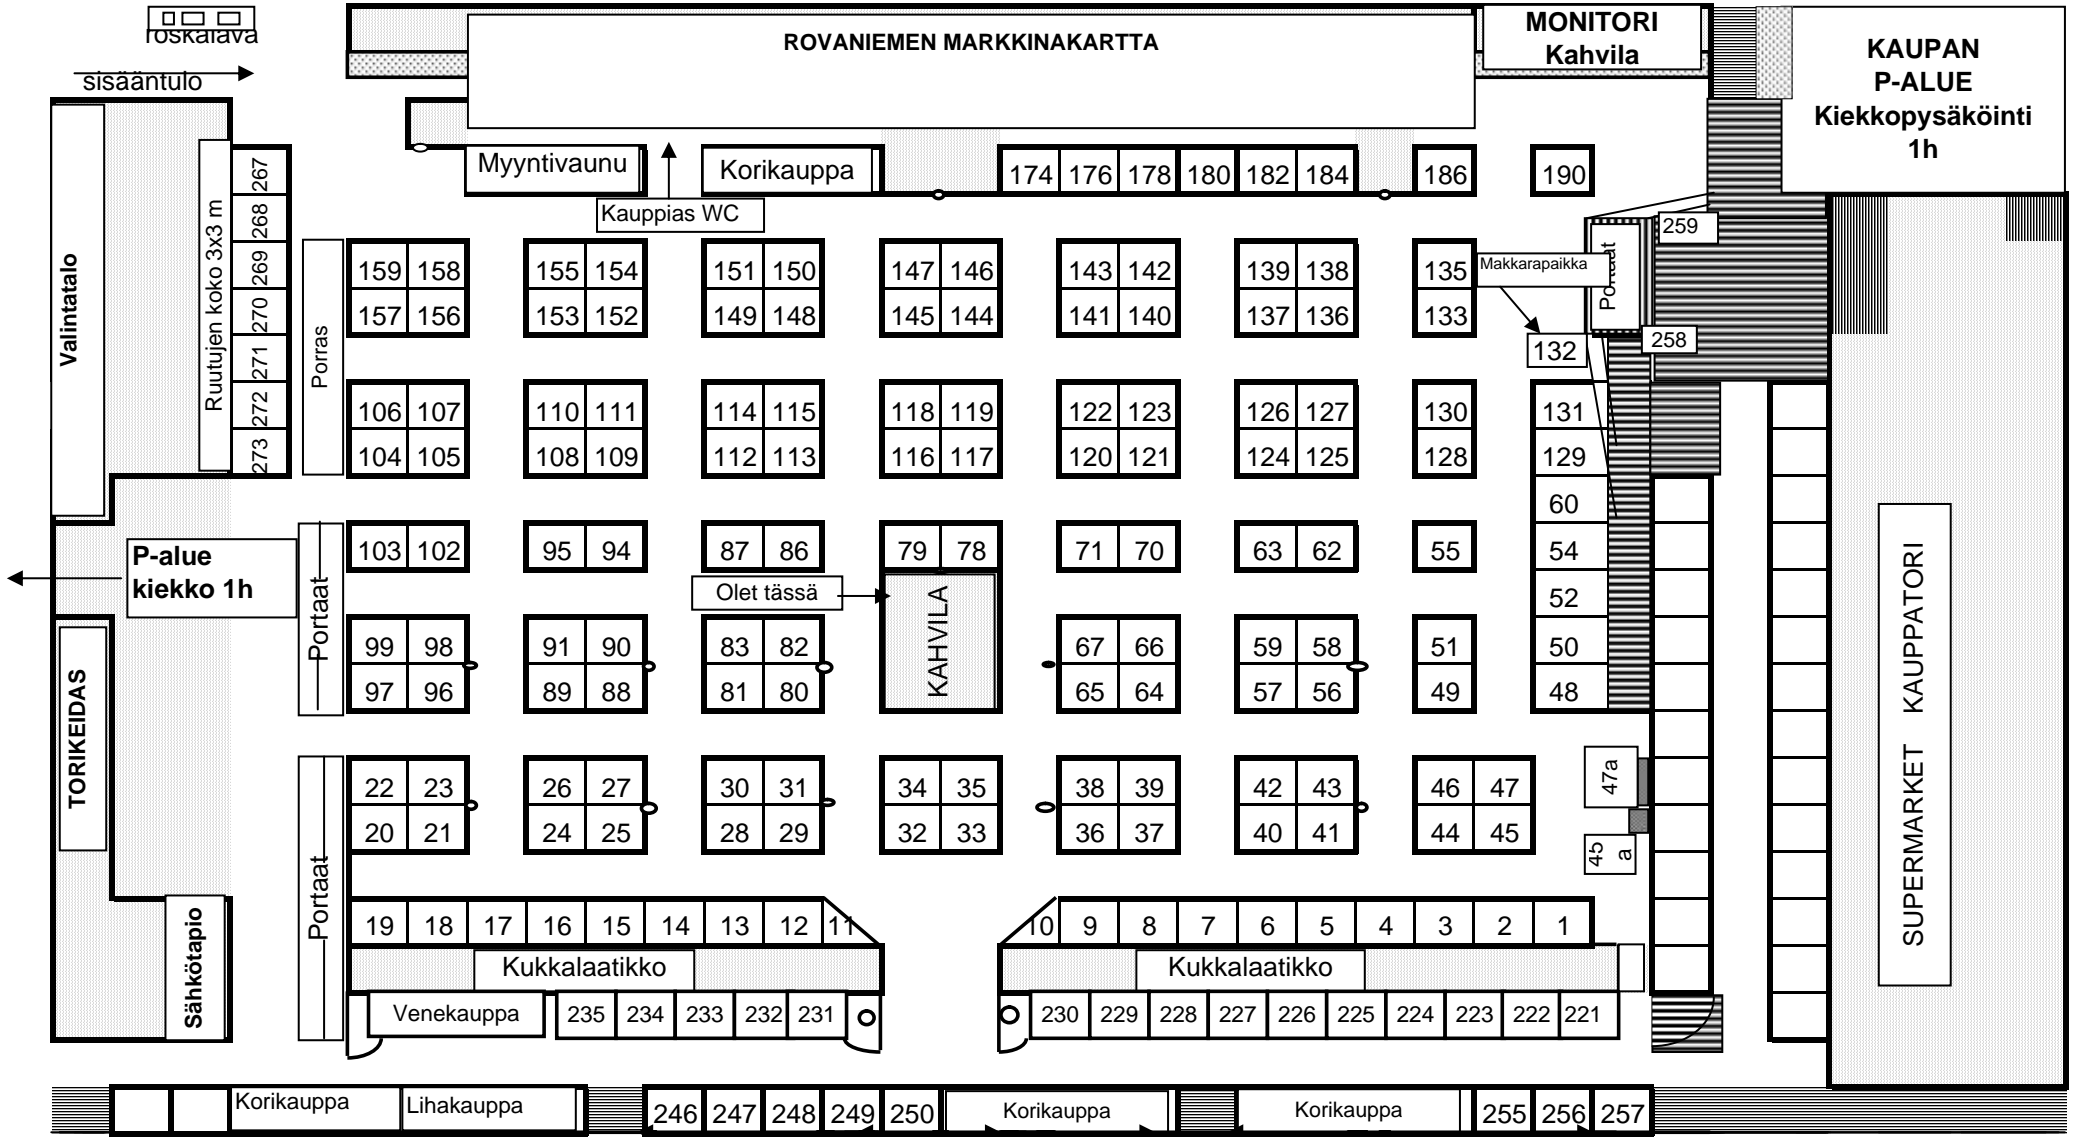 roskalava
sisääntulo
ROVANIEMEN MARKKINAKARTTA
MONITORI
Kahvila
KAUPAN
P-ALUE
Kiekkopysäköinti
1h
Myyntivaunu
Korikauppa
174 176 178 180 182 184 186 190
Kauppias WC
Valintatalo
Ruutujen koko 3x3 m
267
268
269
270
271
272
273
Porras
159 158 155 154 151 150 147 146 143 142 139 138 135
157 156 153 152 149 148 145 144 141 140 137 136 133
Makkarapaikka
Portaat
259
258
132
106 107 110 111 114 115 118 119 122 123 126 127 130 131
104 105 108 109 112 113 116 117 120 121 124 125 128 129
60
P-alue
kiekko 1h
Portaat
103 102 95 94 87 86 79 78 71 70 63 62 55 54
Olet tässä
KAHVILA
52
99 98 91 90 83 82 67 66 59 58 51 50
97 96 89 88 81 80 65 64 57 56 49 48
TORIKEIDAS
SUPERMARKET KAUPPATORI
Portaat
22 23 26 27 30 31 34 35 38 39 42 43 46 47
47a
20 21 24 25 28 29 32 33 36 37 40 41 44 45
45
a
Sähkötapio
19 18 17 16 15 14 13 12 11 10 9 8 7 6 5 4 3 2 1
Kukkalaatikko
Kukkalaatikko
Venekauppa
235 234 233 232 231 230 229 228 227 226 225 224 223 222 221
Korikauppa
Lihakauppa
246 247 248 249 250
Korikauppa
Korikauppa
255 256 257